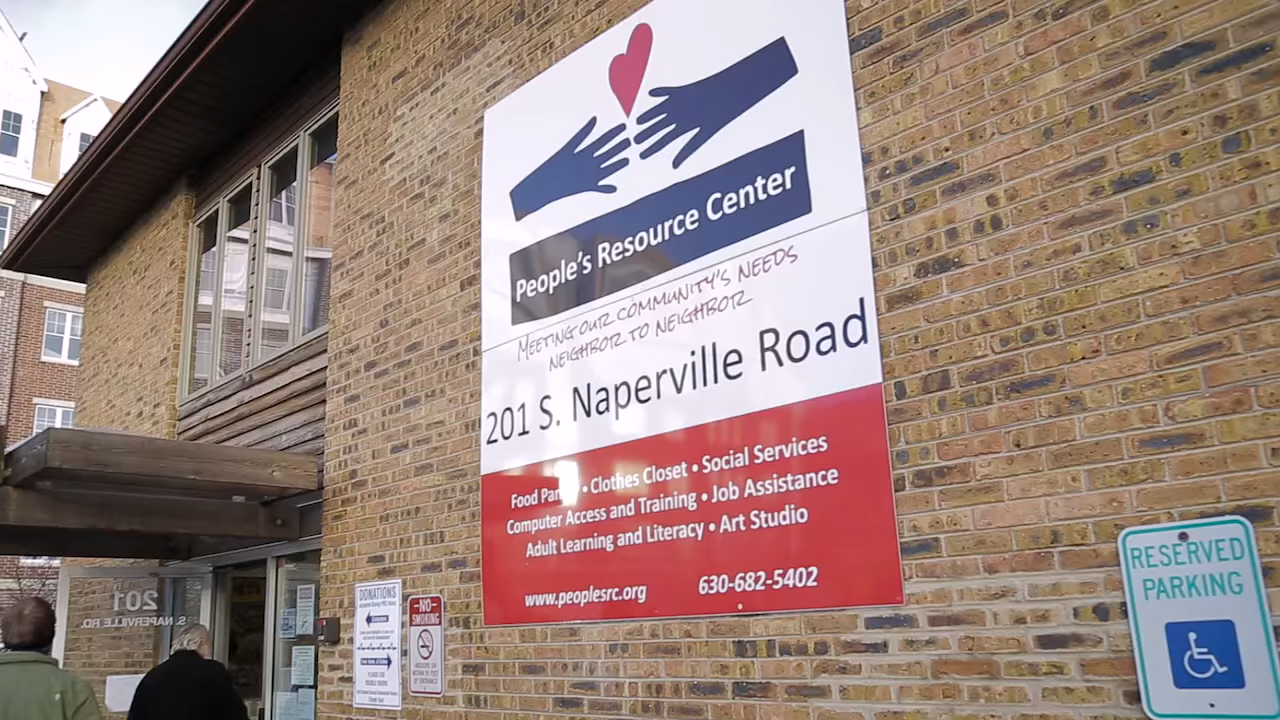 People's Resource Center
MEETING OUR COMMUNITY'S NEEDS
NEIGHBOR TO NEIGHBOR
201 S. Naperville Road
Food • Clothes Closet • Social Services
Computer Access and Training • Job Assistance
Adult Learning and Literacy • Art Studio
www.peoplesrc.org 630-682-5402
201
S. NAPERVILLE RD.
DONATIONS
NO
SMOKING
RESERVED
PARKING